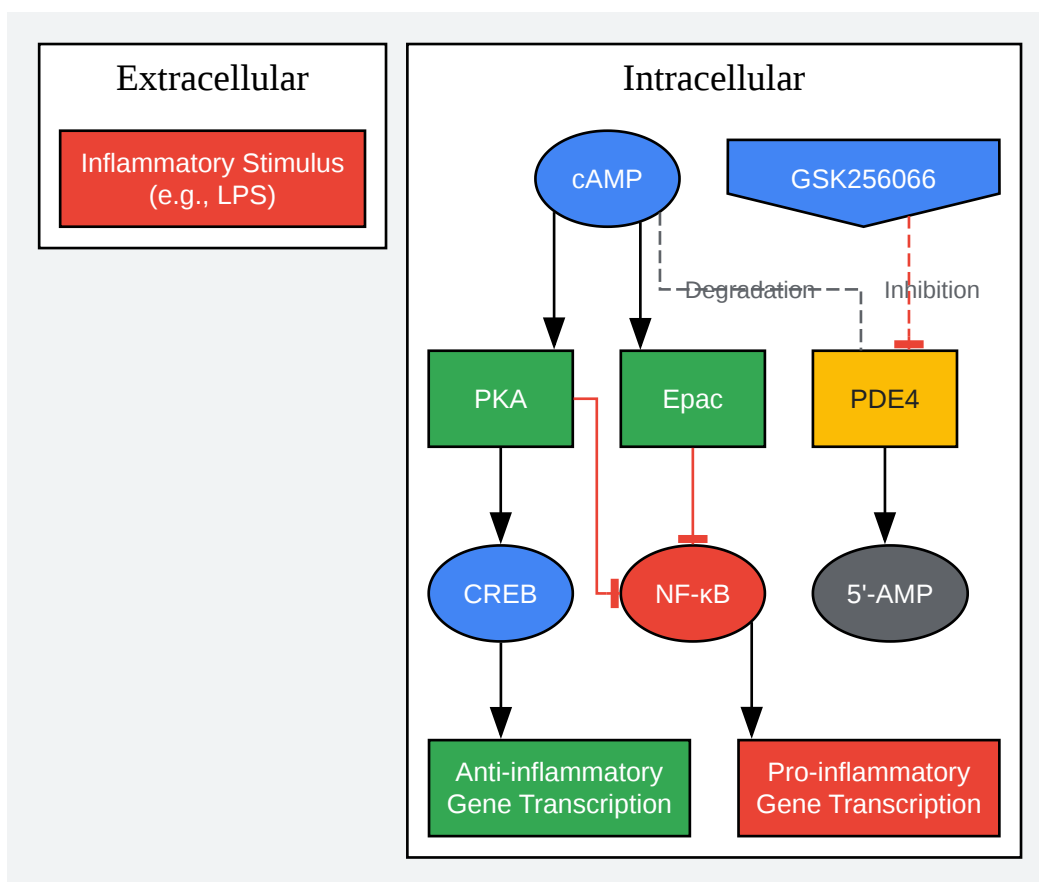 Extracellular
Inflammatory Stimulus
(e.g., LPS)
Intracellular
cAMP
GSK256066
Degradation
Inhibition
PKA
Epac
PDE4
CREB
NF-κB
5'-AMP
Anti-inflammatory
Gene Transcription
Pro-inflammatory
Gene Transcription